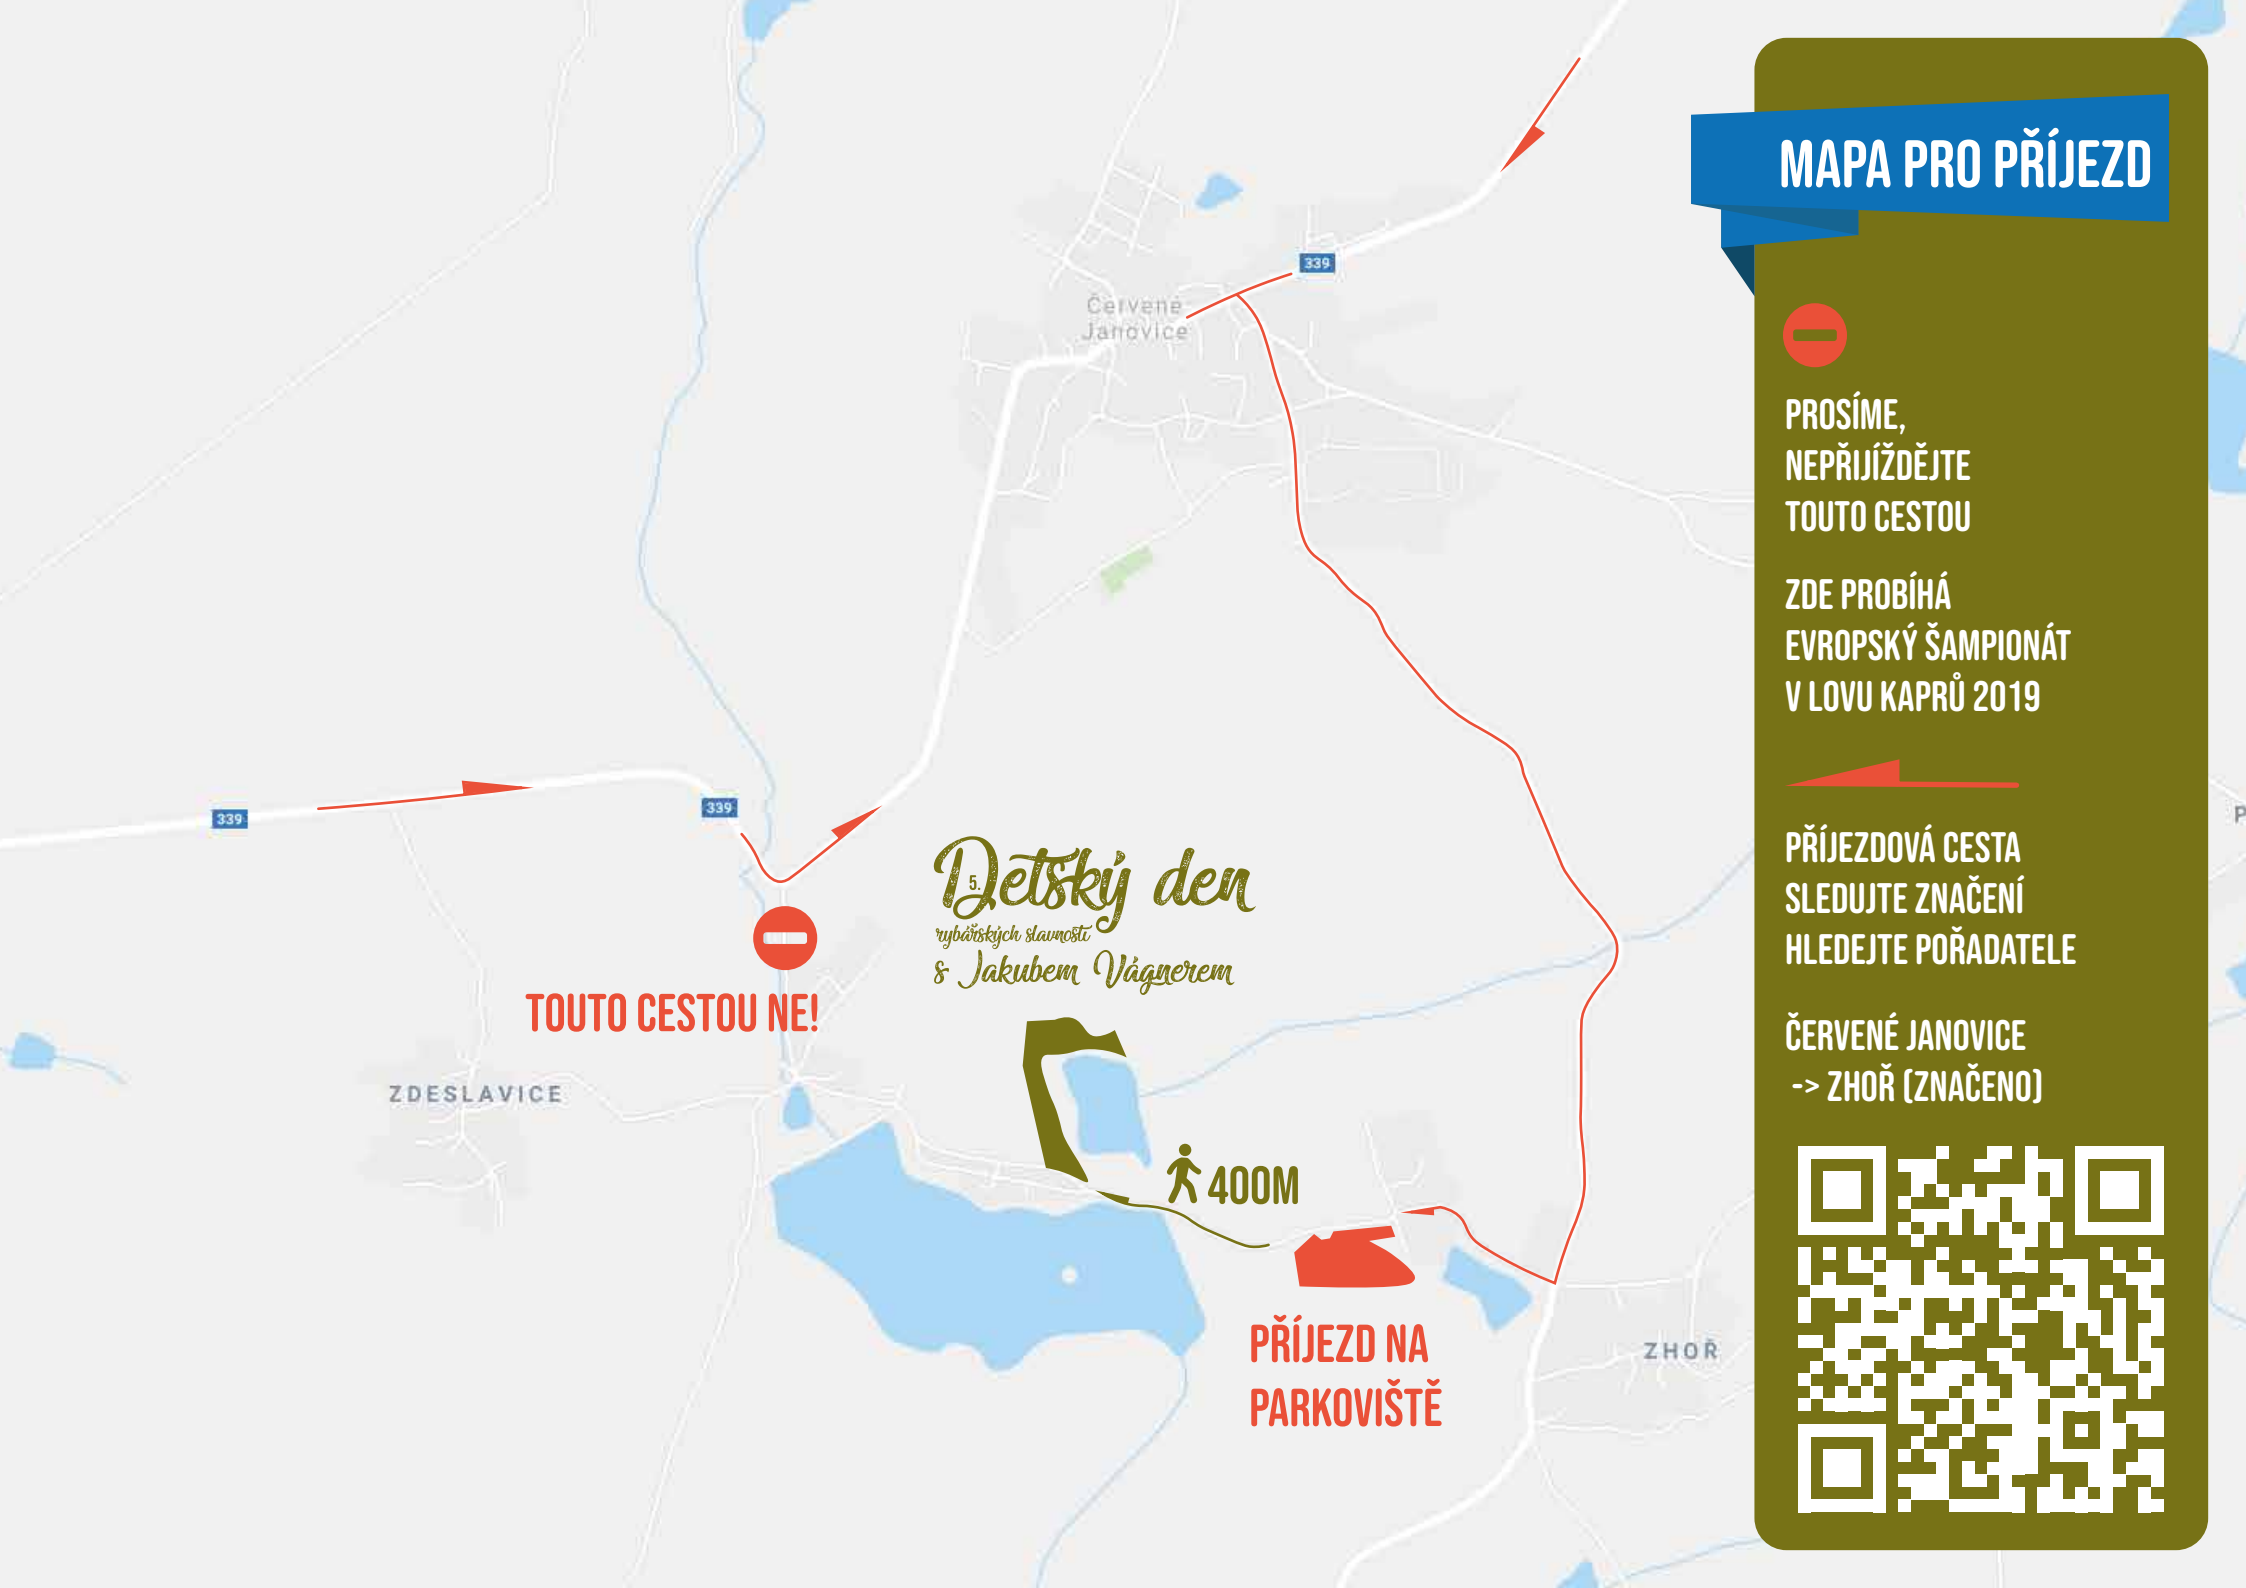 MAPA PRO PŘÍJEZD
PROSÍME,
NEPŘIJÍŽDĚJTE
TOUTO CESTOU
ZDE PROBÍHÁ
EVROPSKÝ ŠAMPIONÁT
V LOVU KAPRŮ 2019
PŘÍJEZDOVÁ CESTA
SLEDUJTE ZNAČENÍ
HLEDEJTE POŘADATELE
ČERVENÉ JANOVICE
-> ZHOŘ (ZNAČENO)
339
Červené
Janovice
339
339
5.
Dětský den
rybářských slavností
s Jakubem Vágnerem
TOUTO CESTOU NE!
ZDESLAVICE
400M
PŘÍJEZD NA
PARKOVIŠTĚ
ZHOŘ
P